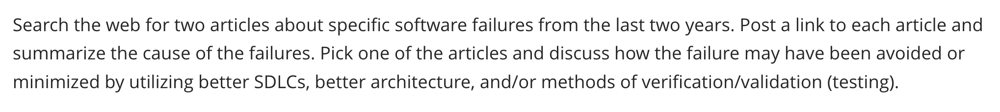 Search the web for two articles about specific software failures from the last two years. Post a link to each article and
summarize the cause of the failures. Pick one of the articles and discuss how the failure may have been avoided or
minimized by utilizing better SDLCs, better architecture, and/or methods of verification/validation (testing).